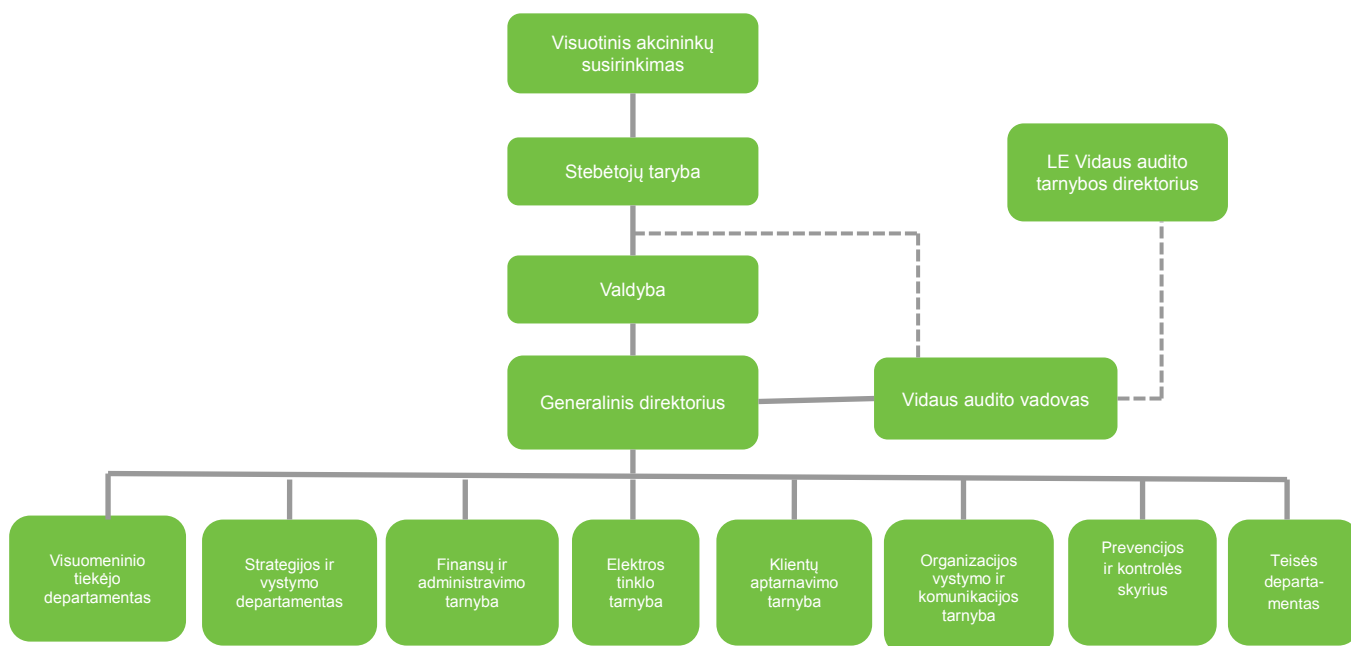 Visuotinis akcininkų
susirinkimas
Stebėtojų taryba
LE Vidaus audito
tarnybos direktorius
Valdyba
Generalinis direktorius
Vidaus audito vadovas
Visuomeninio
tiekėjo
departamentas
Strategijos ir
vystymo
departamentas
Finansų ir
administravimo
tarnyba
Elektros
tinklo
tarnyba
Klientų
aptarnavimo
tarnyba
Organizacijos
vystymo ir
komunikacijos
tarnyba
Prevencijos
ir kontrolės
skyrius
Teisės
departa-
mentas